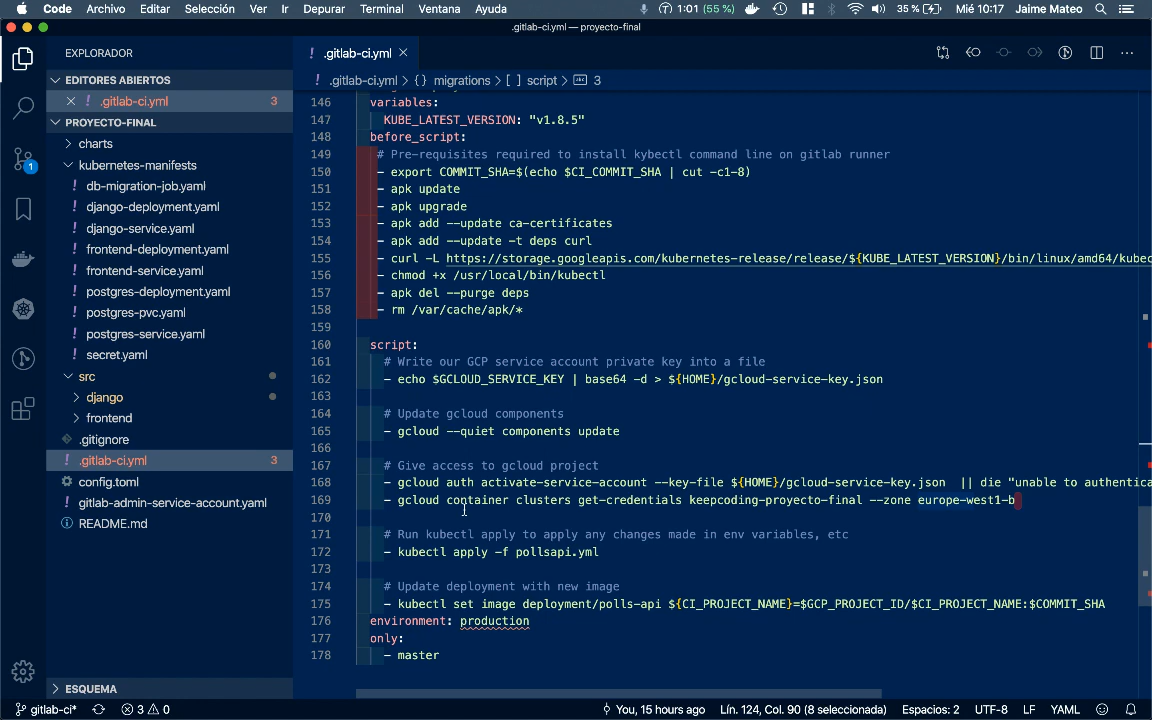 Code Archivo Editar Selección Ver Ir Depurar Terminal Ventana Ayuda 1:01 (55 %) 35 % Mié 10:17 Jaime Mateo
.gitlab-ci.yml — proyecto-final
EXPLORADOR
EDITORES ABIERTOS
! .gitlab-ci.yml 3
PROYECTO-FINAL
charts
kubernetes-manifests
! db-migration-job.yaml
! django-deployment.yaml
! django-service.yaml
! frontend-deployment.yaml
! frontend-service.yaml
! postgres-deployment.yaml
! postgres-pvc.yaml
! postgres-service.yaml
! secret.yaml
src
django
frontend
.gitignore
! .gitlab-ci.yml 3
config.toml
! gitlab-admin-service-account.yaml
README.md
ESQUEMA
! .gitlab-ci.yml
! .gitlab-ci.yml > {} migrations > [ ] script > abc 3
146 variables:
147 KUBE_LATEST_VERSION: "v1.8.5"
148 before_script:
149 # Pre-requisites required to install kybectl command line on gitlab runner
150 - export COMMIT_SHA=$(echo $CI_COMMIT_SHA | cut -c1-8)
151 - apk update
152 - apk upgrade
153 - apk add --update ca-certificates
154 - apk add --update -t deps curl
155 - curl -L https://storage.googleapis.com/kubernetes-release/release/${KUBE_LATEST_VERSION}/bin/linux/amd64/kubec
156 - chmod +x /usr/local/bin/kubectl
157 - apk del --purge deps
158 - rm /var/cache/apk/*
159
160 script:
161 # Write our GCP service account private key into a file
162 - echo $GCLOUD_SERVICE_KEY | base64 -d > ${HOME}/gcloud-service-key.json
163
164 # Update gcloud components
165 - gcloud --quiet components update
166
167 # Give access to gcloud project
168 - gcloud auth activate-service-account --key-file ${HOME}/gcloud-service-key.json || die "unable to authentica
169 - gcloud container clusters get-credentials keepcoding-proyecto-final --zone europe-west1-b
170
171 # Run kubectl apply to apply any changes made in env variables, etc
172 - kubectl apply -f pollsapi.yml
173
174 # Update deployment with new image
175 - kubectl set image deployment/polls-api ${CI_PROJECT_NAME}=$GCP_PROJECT_ID/$CI_PROJECT_NAME:$COMMIT_SHA
176 environment: production
177 only:
178 - master
gitlab-ci* 3 0 You, 15 hours ago Lín. 124, Col. 90 (8 seleccionada) Espacios: 2 UTF-8 LF YAML